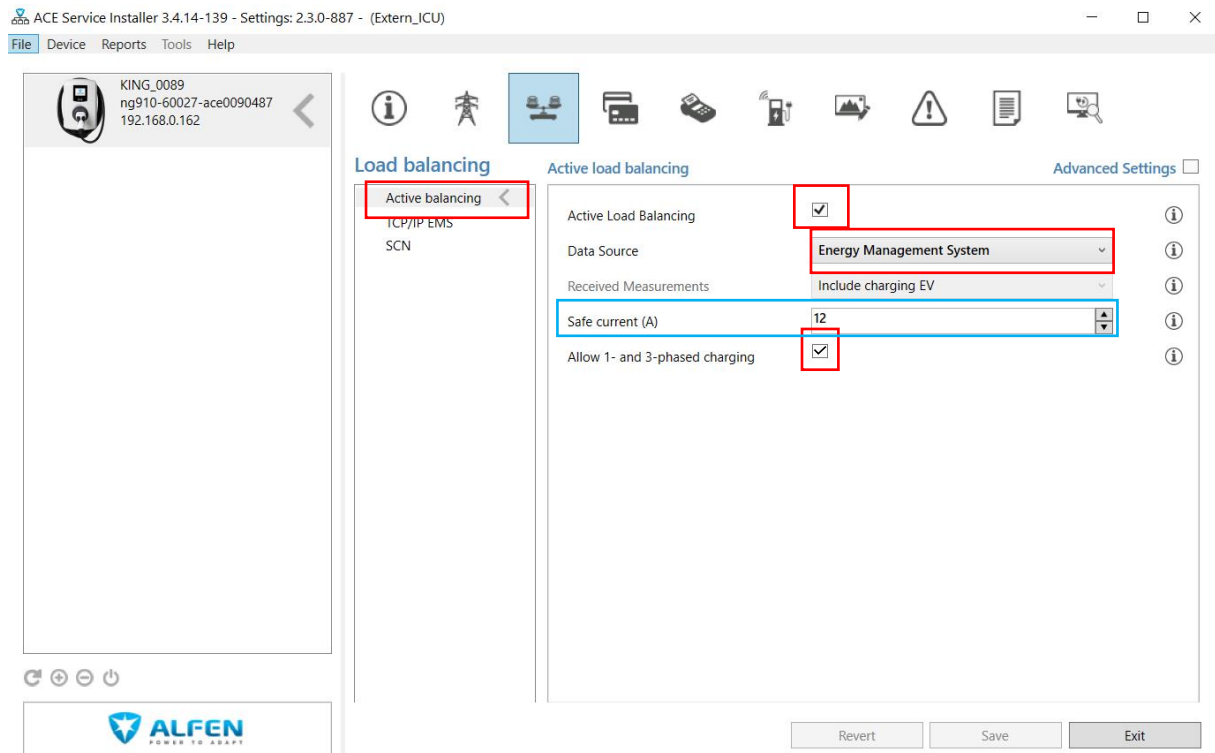 ACE Service Installer 3.4.14-139 - Settings: 2.3.0-887 - (Extern_ICU)
File Device Reports Tools Help
KING_0089
ng910-60027-ace0090487
192.168.0.162
Load balancing
Active balancing
TCP/IP EMS
SCN
Active load balancing
Advanced Settings
Active Load Balancing
Data Source
Energy Management System
Received Measurements
Include charging EV
Safe current (A)
12
Allow 1- and 3-phased charging
ALFEN
POWER TO ADAPT
Revert
Save
Exit